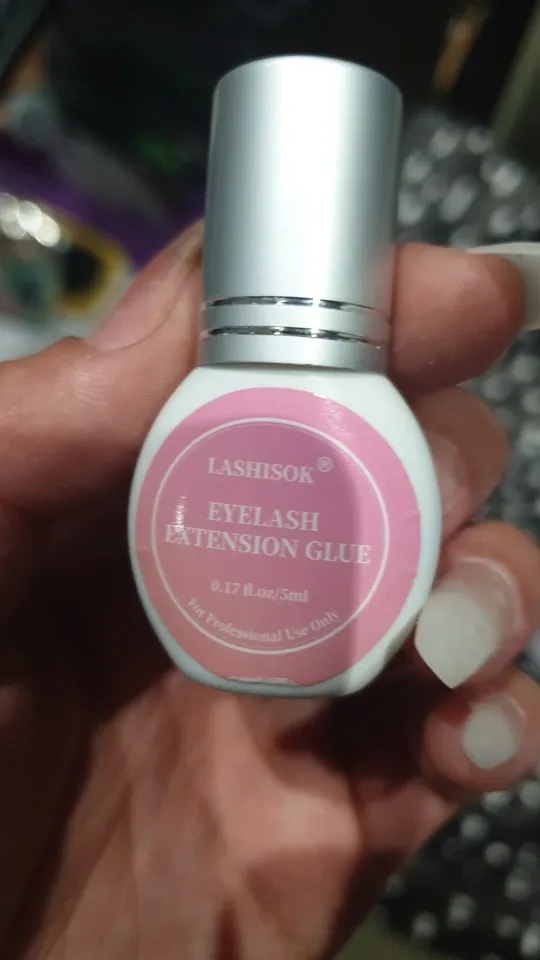 LASHISOK®
EYELASH
EXTENSION GLUE
0.17 fl.oz/5ml
For Professional Use Only